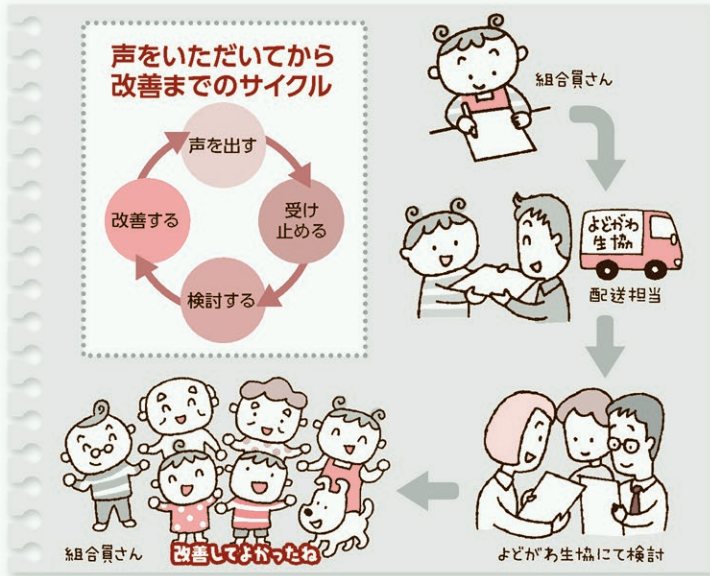 声をいただいてから
改善までのサイクル
声を出す
受け
止める
検討する
改善する
組合員さん
よどがわ
生協
配送担当
よどがわ生協にて検討
組合員さん
改善してよかったね